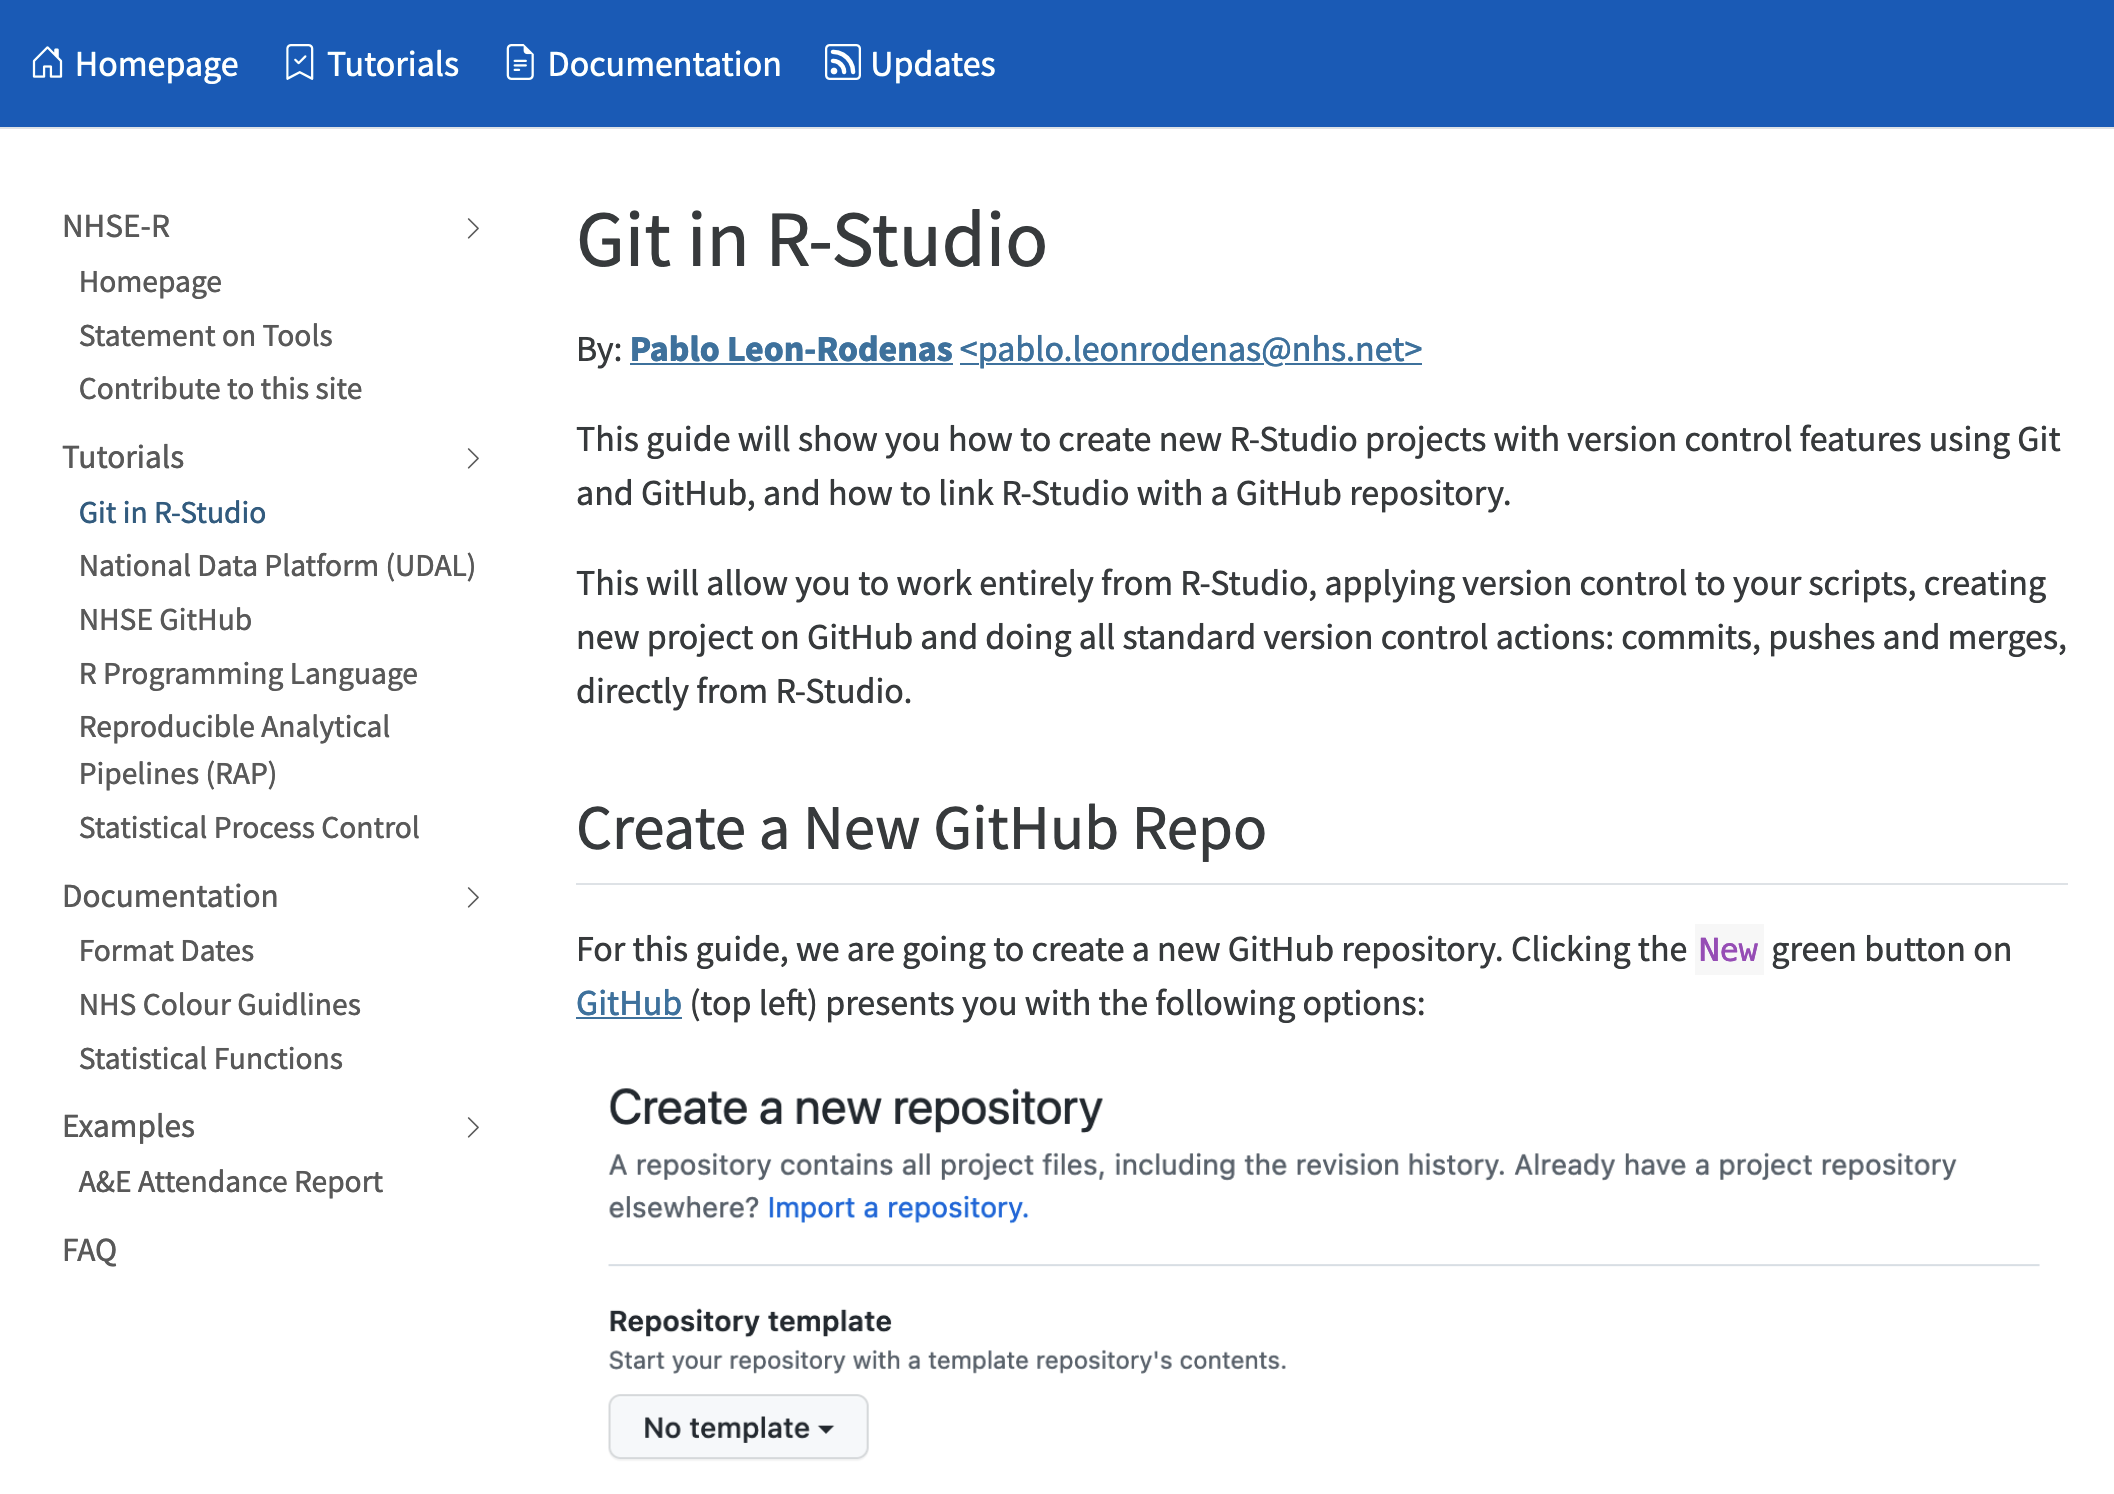 Homepage Tutorials Documentation Updates
NHSE-R
Homepage
Statement on Tools
Contribute to this site
Tutorials
Git in R-Studio
National Data Platform (UDAL)
NHSE GitHub
R Programming Language
Reproducible Analytical
Pipelines (RAP)
Statistical Process Control
Documentation
Format Dates
NHS Colour Guidlines
Statistical Functions
Examples
A&E Attendance Report
FAQ
Git in R-Studio
By: Pablo Leon-Rodenas <pablo.leonrodenas@nhs.net>
This guide will show you how to create new R-Studio projects with version control features using Git
and GitHub, and how to link R-Studio with a GitHub repository.
This will allow you to work entirely from R-Studio, applying version control to your scripts, creating
new project on GitHub and doing all standard version control actions: commits, pushes and merges,
directly from R-Studio.
Create a New GitHub Repo
For this guide, we are going to create a new GitHub repository. Clicking the New green button on
GitHub (top left) presents you with the following options:
Create a new repository
A repository contains all project files, including the revision history. Already have a project repository
elsewhere? Import a repository.
Repository template
Start your repository with a template repository's contents.
No template